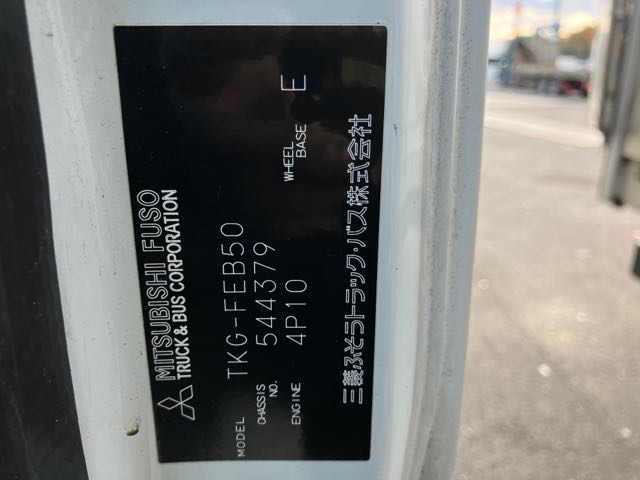 MITSUBISHI FUSO
TRUCK & BUS CORPORATION
MODEL TKG-FEB50
CHASSIS NO. 544379
ENGINE 4P10 WHEEL BASE E
三菱ふそうトラック・バス株式会社